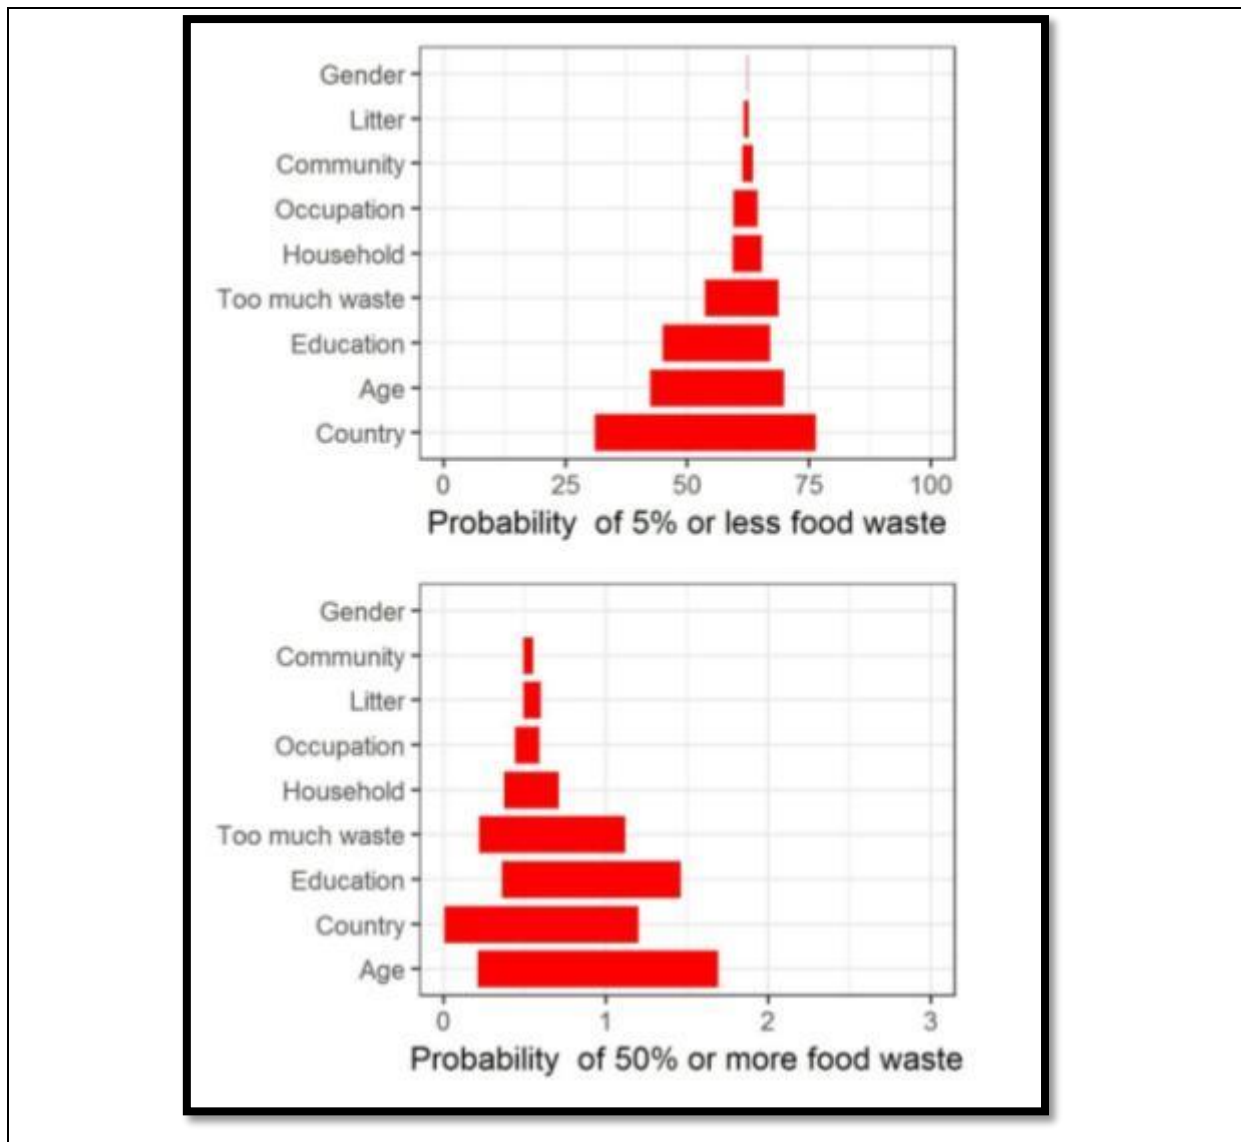 Gender
Litter
Community
Occupation
Household
Too much waste
Education
Age
Country
0 25 50 75 100
Probability of 5% or less food waste
Gender
Community
Litter
Occupation
Household
Too much waste
Education
Country
Age
0 1 2 3
Probability of 50% or more food waste